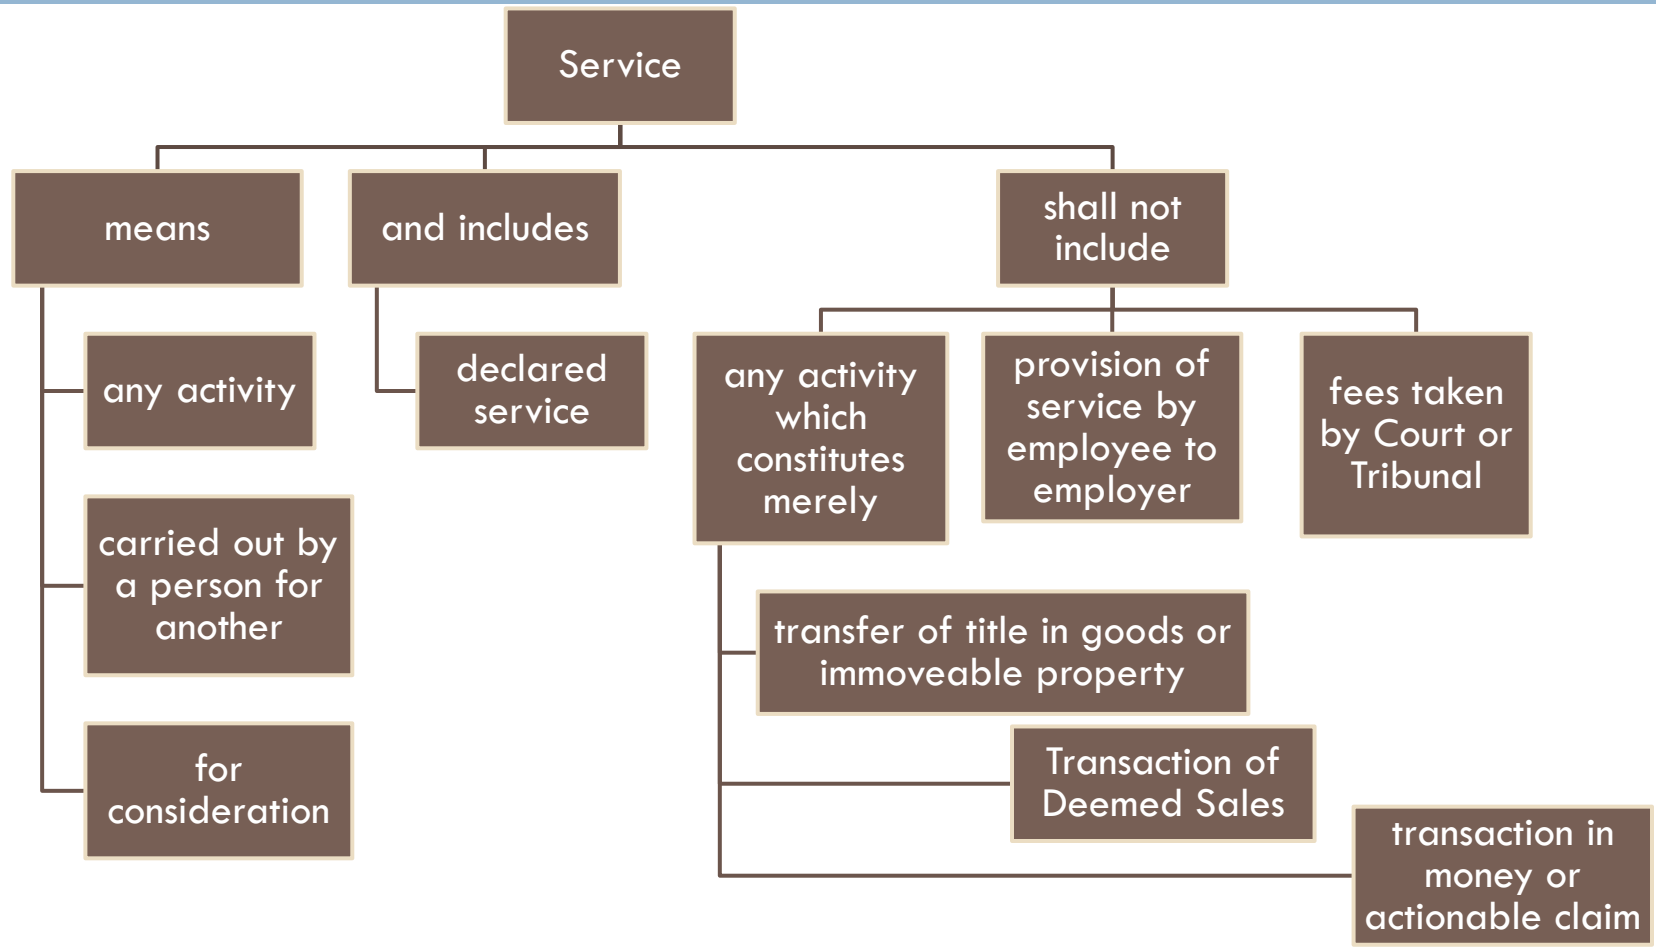 Service
means
and includes
shall not
include
any activity
carried out by
a person for
another
for
consideration
declared
service
any activity
which
constitutes
merely
provision of
service by
employee to
employer
fees taken
by Court or
Tribunal
transfer of title in goods or
immoveable property
Transaction of
Deemed Sales
transaction in
money or
actionable claim